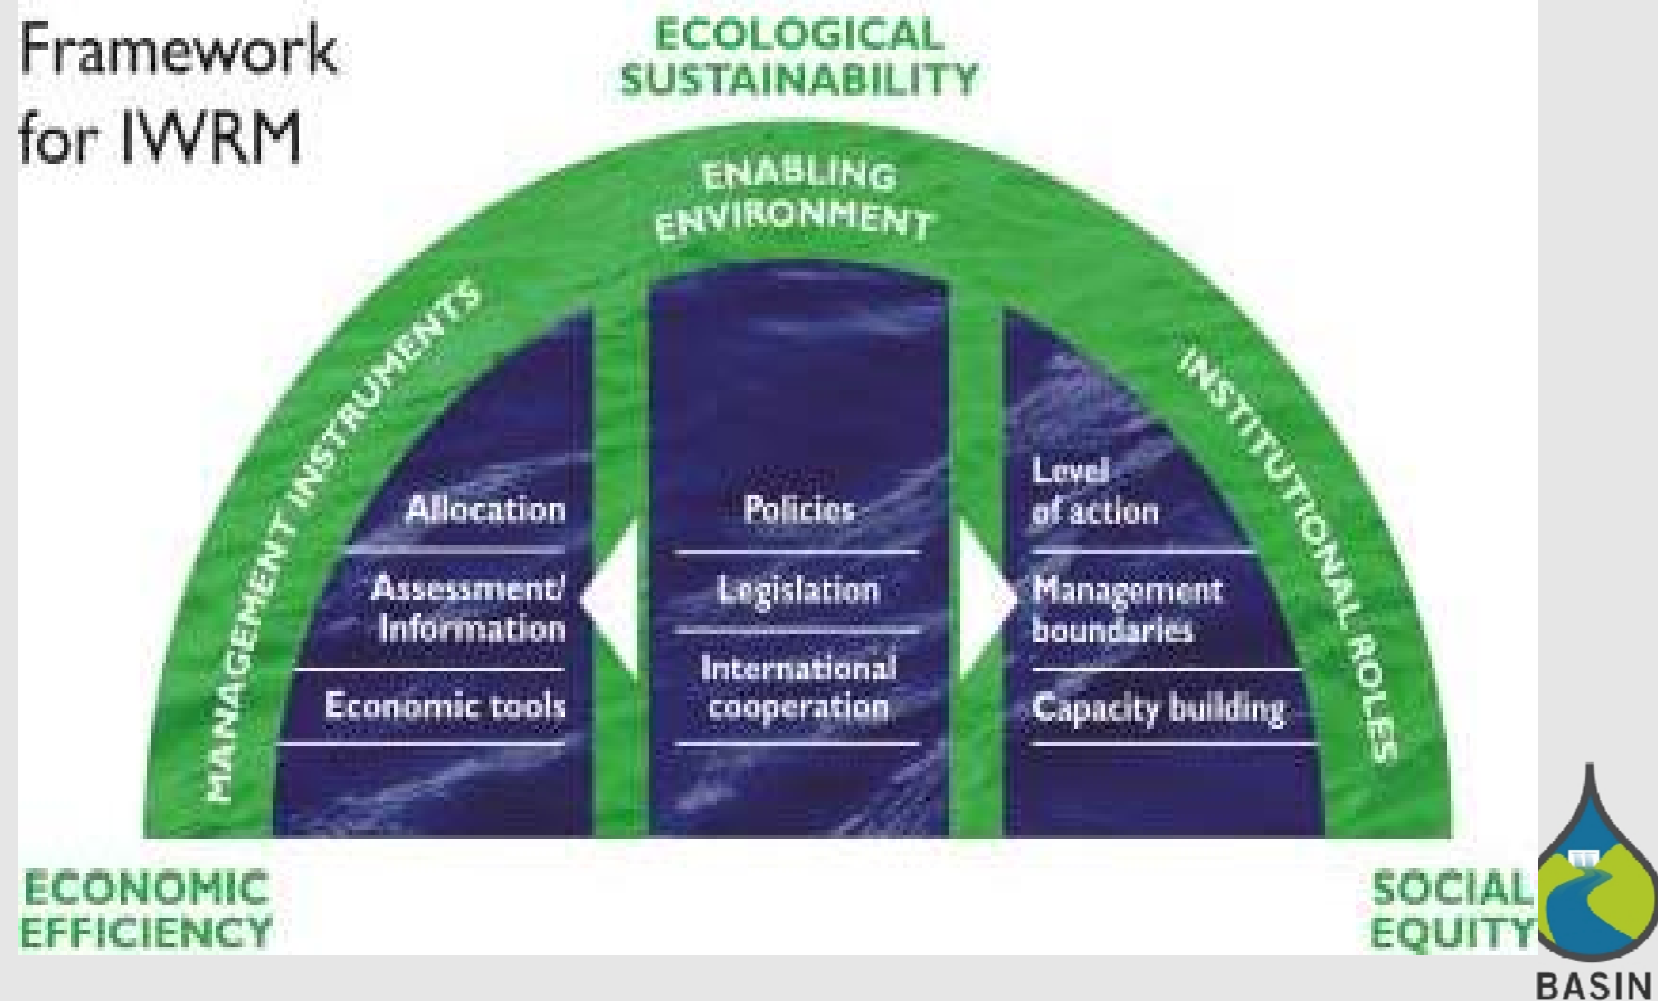 Framework
for IWRM
ECOLOGICAL
SUSTAINABILITY
ENABLING
ENVIRONMENT
MANAGEMENT INSTRUMENTS
INSTITUTIONAL ROLES
Allocation
Assessment/
Information
Economic tools
Policies
Legislation
International
cooperation
Level
of action
Management
boundaries
Capacity building
ECONOMIC
EFFICIENCY
SOCIAL
EQUITY
BASIN